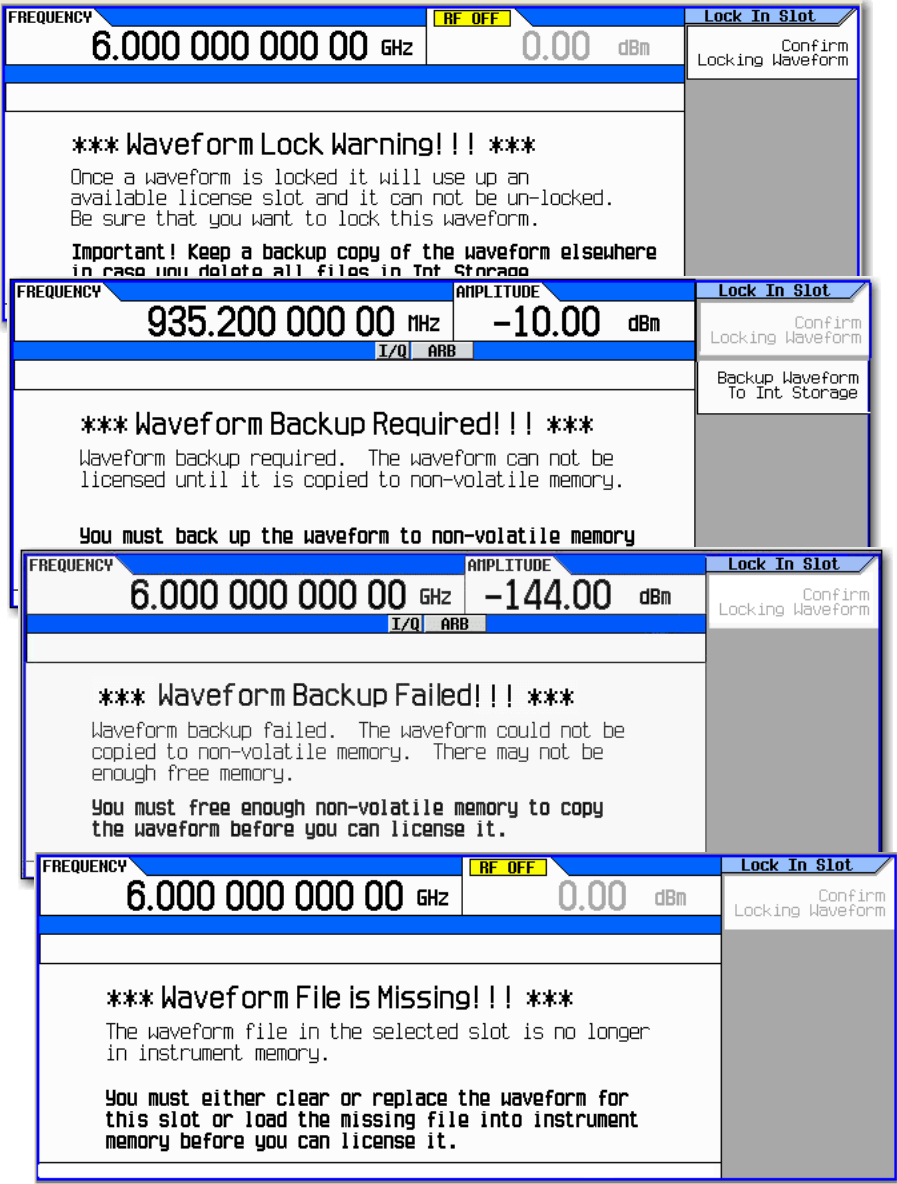 FREQUENCY
RF OFF
Lock In Slot
6.000 000 000 00 GHz
0.00 dBm
Confirm
Locking Waveform
*** Waveform Lock Warning!!! ***
Once a waveform is locked it will use up an
available license slot and it can not be un-locked.
Be sure that you want to lock this waveform.
Important! Keep a backup copy of the waveform elsewhere
in case you delete all files in Int Storage
FREQUENCY
AMPLITUDE
Lock In Slot
935.200 000 00 MHz
-10.00 dBm
Confirm
Locking Waveform
I/Q ARB
Backup Waveform
To Int Storage
*** Waveform Backup Required!!! ***
Waveform backup required. The waveform can not be
licensed until it is copied to non-volatile memory.
You must back up the waveform to non-volatile memory
FREQUENCY
AMPLITUDE
Lock In Slot
6.000 000 000 00 GHz
-144.00 dBm
Confirm
Locking Waveform
I/Q ARB
*** Waveform Backup Failed!!! ***
Waveform backup failed. The waveform could not be
copied to non-volatile memory. There may not be
enough free memory.
You must free enough non-volatile memory to copy
the waveform before you can license it.
FREQUENCY
RF OFF
Lock In Slot
6.000 000 000 00 GHz
0.00 dBm
Confirm
Locking Waveform
*** Waveform File is Missing!!! ***
The waveform file in the selected slot is no longer
in instrument memory.
You must either clear or replace the waveform for
this slot or load the missing file into instrument
memory before you can license it.